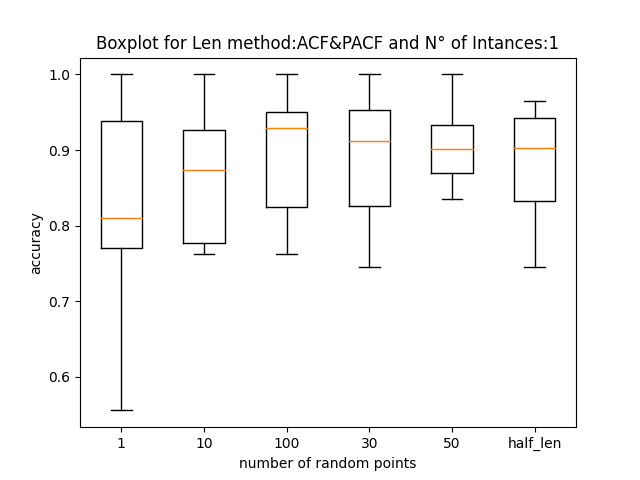 Boxplot for Len method:ACF&PACF and N° of Intances:1
1.0
0.9
0.8
0.7
0.6
accuracy
1 10 100 30 50 half_len
number of random points